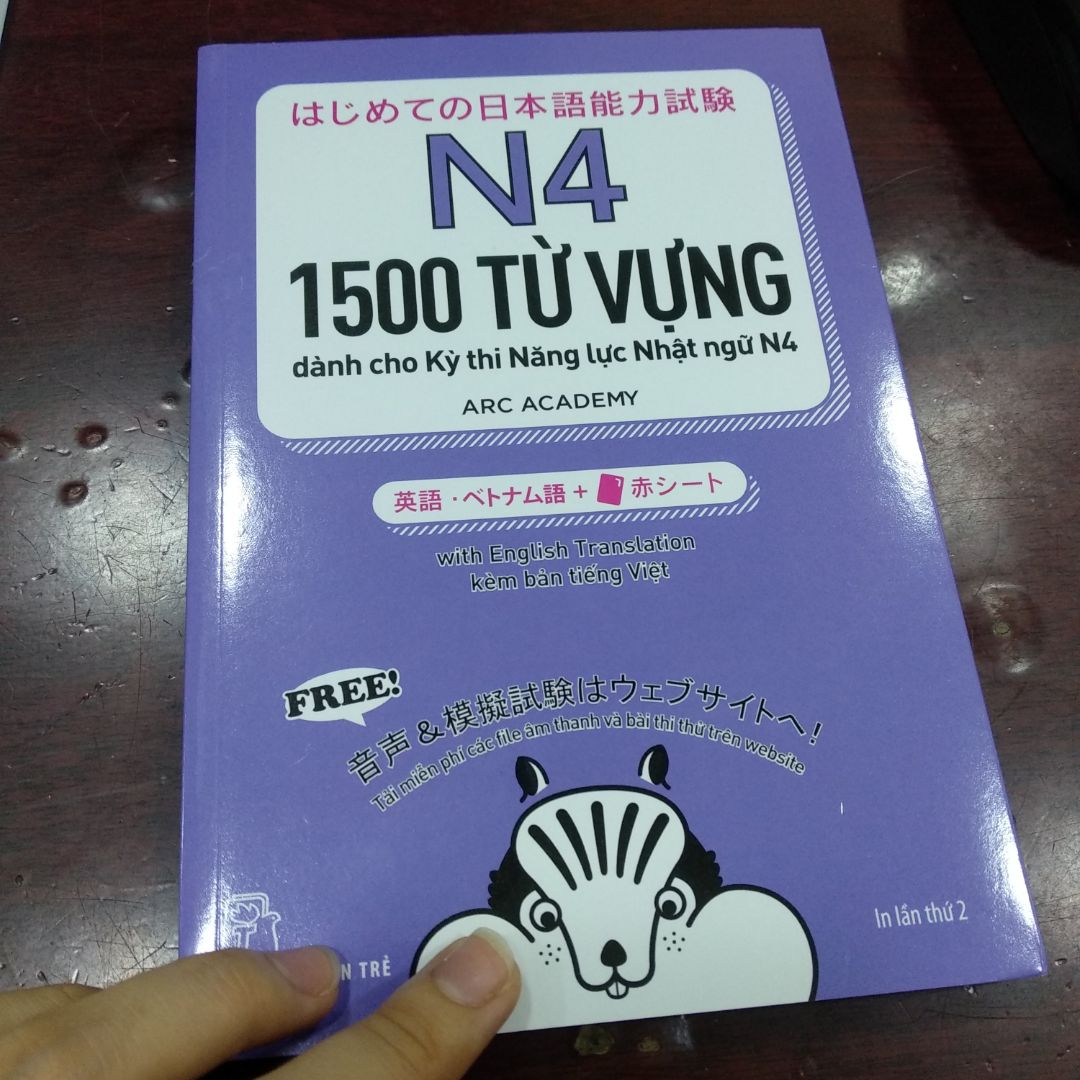 はじめての日本語能力試験
N4
1500 TỪ VỰNG
dành cho Kỳ thi Năng lực Nhật ngữ N4
ARC ACADEMY
英語・ベトナム語 + 赤シート
with English Translation
kèm bản tiếng Việt
FREE!
音声&模擬試験はウェブサイトへ!
Tải miễn phí các file âm thanh và bài thi thử trên website
In lần thứ 2
TRẺ